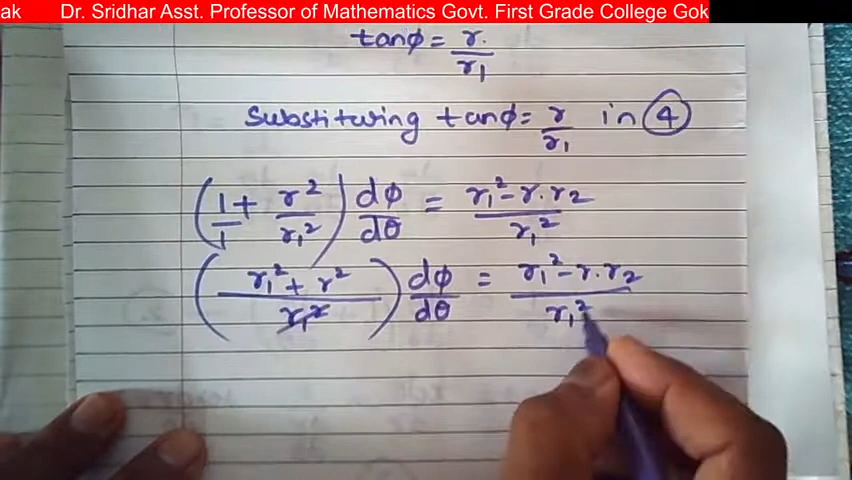 ak Dr. Sridhar Asst. Professor of Mathematics Govt. First Grade College Gok
tanφ = r/r₁
Substituring tanφ = r/r₁ in ④
(1/1 + r²/r₁²) dφ/dθ = (r₁² - r·r₂)/r₁²
((r₁² + r²)/r₁²) dφ/dθ = (r₁² - r·r₂)/r₁²